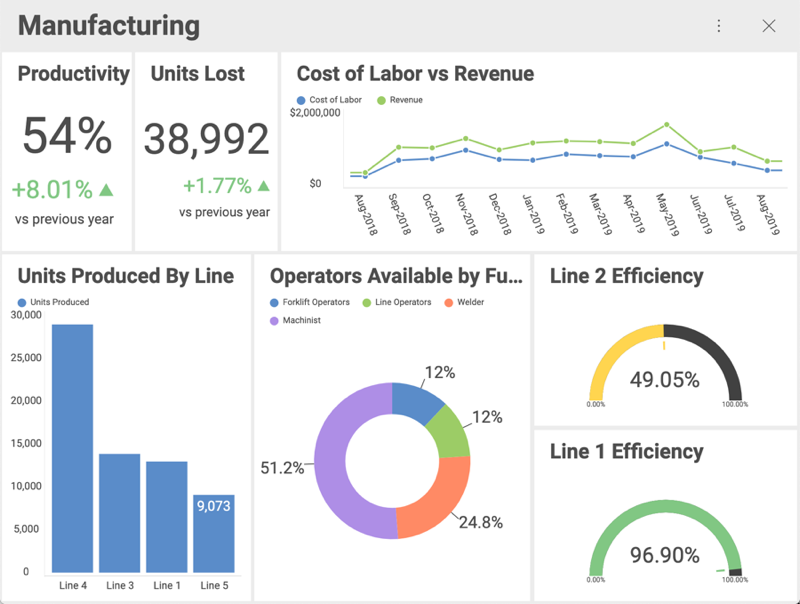 Manufacturing
Productivity
54%
+8.01% ▲
vs previous year
Units Lost
38,992
+1.77% ▲
vs previous year
Cost of Labor vs Revenue
Cost of Labor Revenue
$2,000,000
$0
Aug-2018 Sep-2018 Oct-2018 Nov-2018 Dec-2018 Jan-2019 Feb-2019 Mar-2019 Apr-2019 May-2019 Jun-2019 Jul-2019 Aug-2019
Units Produced By Line
Units Produced
30,000
25,000
20,000
15,000
10,000
5,000
0
9,073
Line 4 Line 3 Line 1 Line 5
Operators Available by Fu...
Forklift Operators Line Operators Welder
Machinist
12%
12%
51.2%
24.8%
Line 2 Efficiency
49.05%
0.00% 100.00%
Line 1 Efficiency
96.90%
0.00% 100.00%